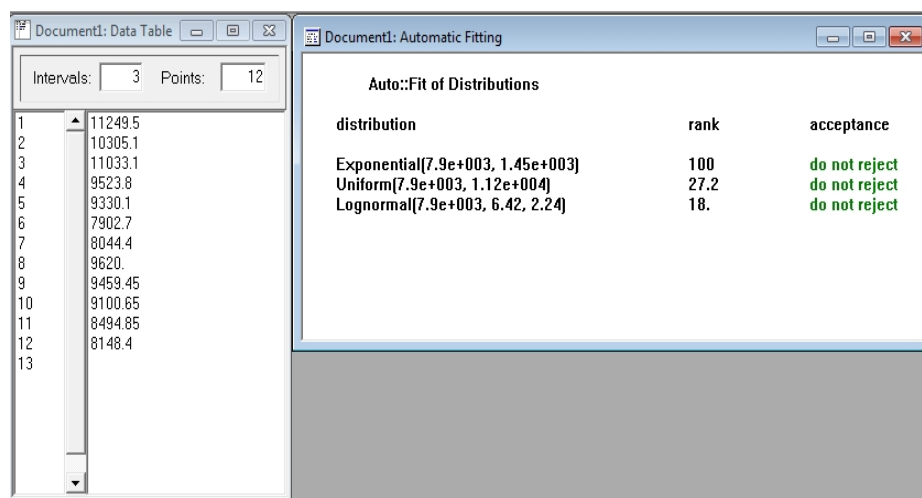 Document1: Data Table
Intervals: 3 Points: 12
1 11249.5
2 10305.1
3 11033.1
4 9523.8
5 9330.1
6 7902.7
7 8044.4
8 9620.
9 9459.45
10 9100.65
11 8494.85
12 8148.4
13
Document1: Automatic Fitting
Auto::Fit of Distributions
distribution rank acceptance
Exponential(7.9e+003, 1.45e+003) 100 do not reject
Uniform(7.9e+003, 1.12e+004) 27.2 do not reject
Lognormal(7.9e+003, 6.42, 2.24) 18. do not reject